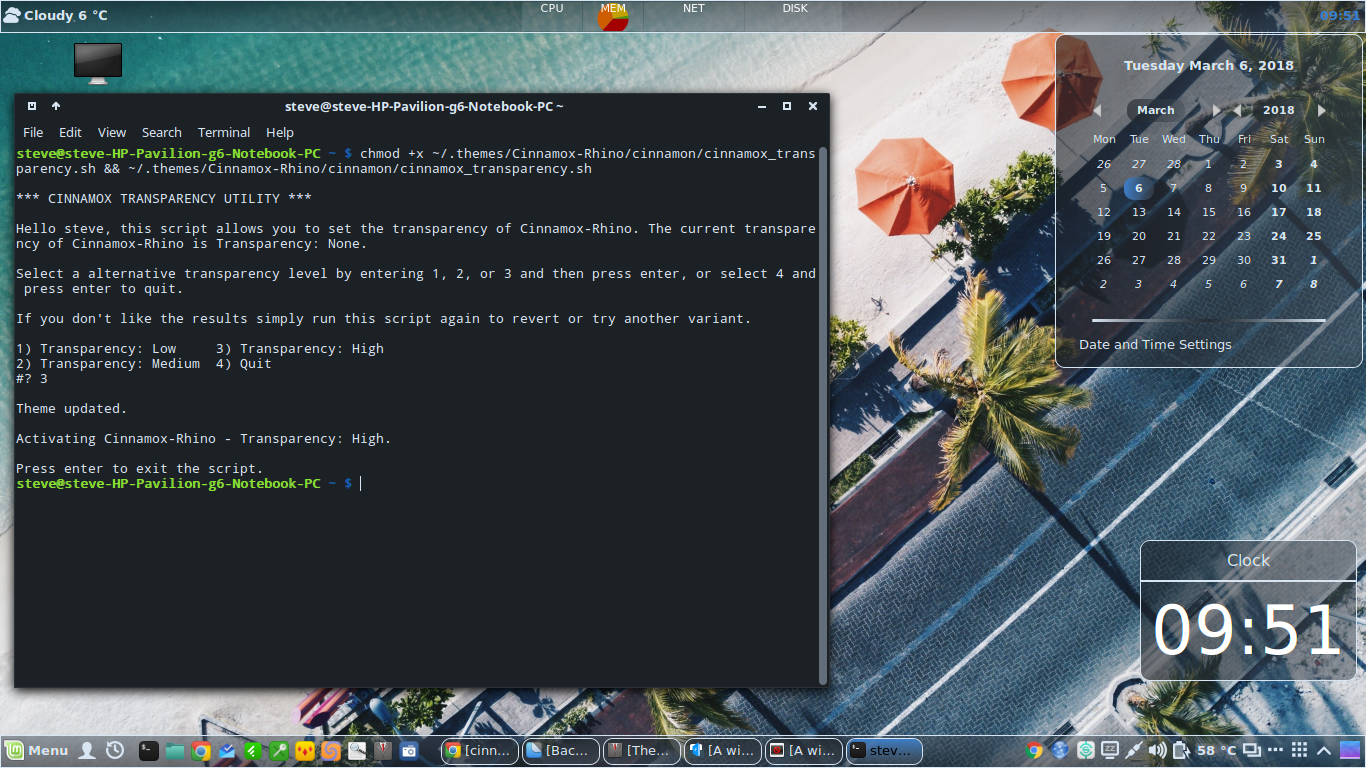 Cloudy 6 °C
CPU MEM NET DISK
09:51
steve@steve-HP-Pavilion-g6-Notebook-PC ~
File Edit View Search Terminal Help
steve@steve-HP-Pavilion-g6-Notebook-PC ~ $ chmod +x ~/.themes/Cinnamox-Rhino/cinnamon/cinnamox_trans
parency.sh && ~/.themes/Cinnamox-Rhino/cinnamon/cinnamox_transparency.sh
*** CINNAMOX TRANSPARENCY UTILITY ***
Hello steve, this script allows you to set the transparency of Cinnamox-Rhino. The current transpare
ncy of Cinnamox-Rhino is Transparency: None.
Select a alternative transparency level by entering 1, 2, or 3 and then press enter, or select 4 and
press enter to quit.
If you don't like the results simply run this script again to revert or try another variant.
1) Transparency: Low 3) Transparency: High
2) Transparency: Medium 4) Quit
#? 3
Theme updated.
Activating Cinnamox-Rhino - Transparency: High.
Press enter to exit the script.
steve@steve-HP-Pavilion-g6-Notebook-PC ~ $
Tuesday March 6, 2018
March 2018
Mon Tue Wed Thu Fri Sat Sun
26 27 28 1 2 3 4
5 6 7 8 9 10 11
12 13 14 15 16 17 18
19 20 21 22 23 24 25
26 27 28 29 30 31 1
2 3 4 5 6 7 8
Date and Time Settings
Clock
09:51
Menu [cinn... [Bac... [The... [A wi... [A wi... stev... 58 °C